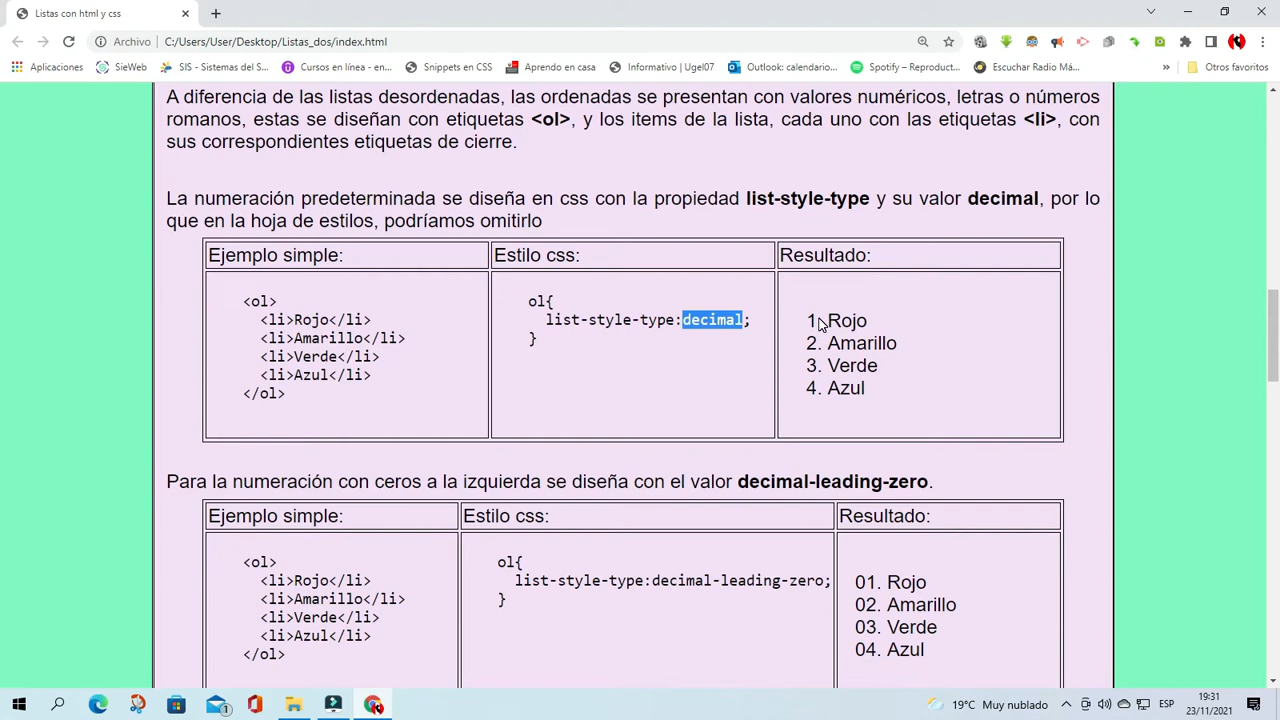 Listas con html y css
Archivo | C:/Users/User/Desktop/Listas_dos/index.html
Aplicaciones SieWeb SIS - Sistemas del S... Cursos en línea - en... Snippets en CSS Aprendo en casa Informativo | Ugel07 Outlook: calendario... Spotify – Reproduct... Escuchar Radio Má... » Otros favoritos
A diferencia de las listas desordenadas, las ordenadas se presentan con valores numéricos, letras o números
romanos, estas se diseñan con etiquetas <ol>, y los items de la lista, cada uno con las etiquetas <li>, con
sus correspondientes etiquetas de cierre.
La numeración predeterminada se diseña en css con la propiedad list-style-type y su valor decimal, por lo
que en la hoja de estilos, podríamos omitirlo
Ejemplo simple: Estilo css: Resultado:
<ol>
<li>Rojo</li>
<li>Amarillo</li>
<li>Verde</li>
<li>Azul</li>
</ol>
ol{
list-style-type:decimal;
}
1. Rojo
2. Amarillo
3. Verde
4. Azul
Para la numeración con ceros a la izquierda se diseña con el valor decimal-leading-zero.
Ejemplo simple: Estilo css: Resultado:
<ol>
<li>Rojo</li>
<li>Amarillo</li>
<li>Verde</li>
<li>Azul</li>
</ol>
ol{
list-style-type:decimal-leading-zero;
}
01. Rojo
02. Amarillo
03. Verde
04. Azul
19°C Muy nublado ESP 19:31
23/11/2021